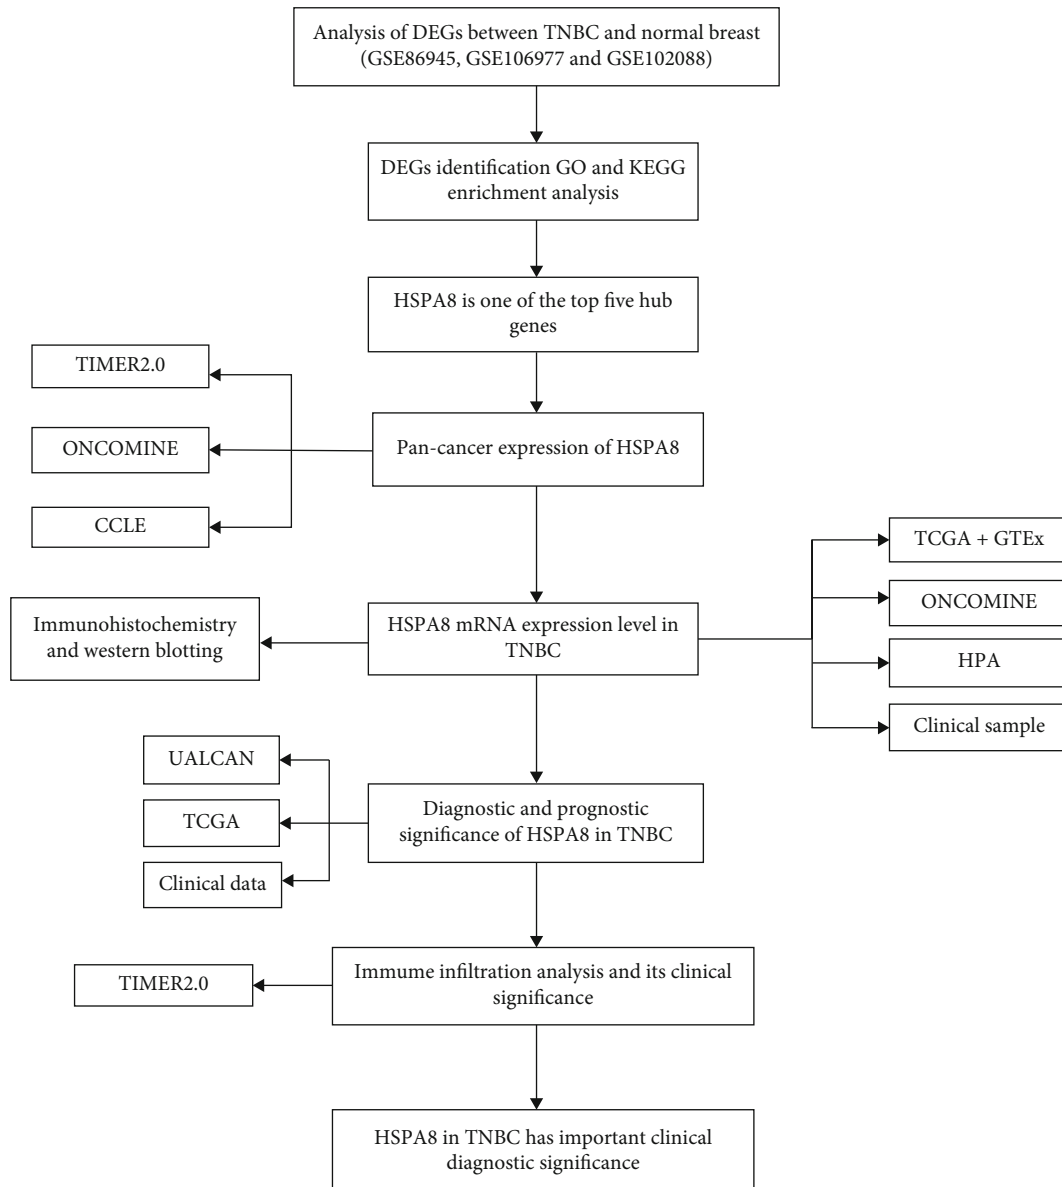 Analysis of DEGs between TNBC and normal breast
(GSE86945, GSE106977 and GSE102088)
DEGs identification GO and KEGG
enrichment analysis
HSPA8 is one of the top five hub
genes
TIMER2.0
ONCOMINE
CCLE
Pan-cancer expression of HSPA8
TCGA + GTEx
ONCOMINE
HPA
Clinical sample
Immunohistochemistry
and western blotting
HSPA8 mRNA expression level in
TNBC
UALCAN
TCGA
Clinical data
Diagnostic and prognostic
significance of HSPA8 in TNBC
TIMER2.0
Immume infiltration analysis and its clinical
significance
HSPA8 in TNBC has important clinical
diagnostic significance